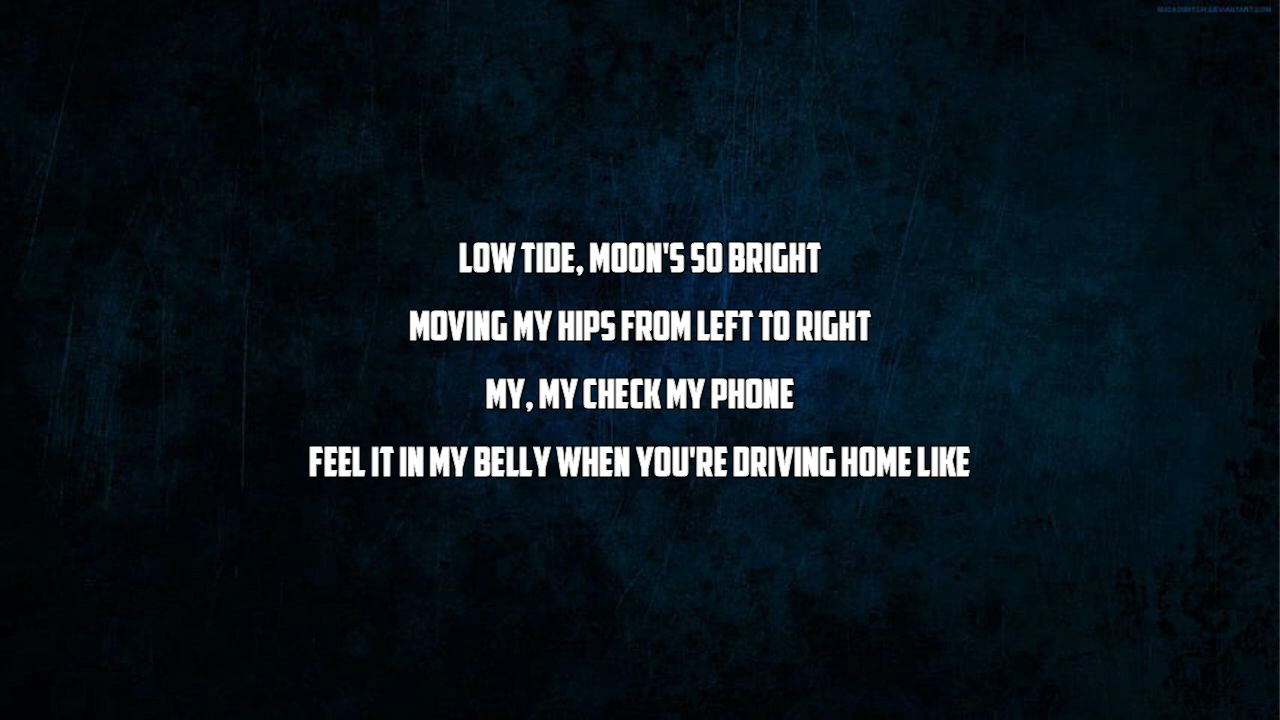 LOW TIDE, MOON'S SO BRIGHT
MOVING MY HIPS FROM LEFT TO RIGHT
MY, MY CHECK MY PHONE
FEEL IT IN MY BELLY WHEN YOU'RE DRIVING HOME LIKE